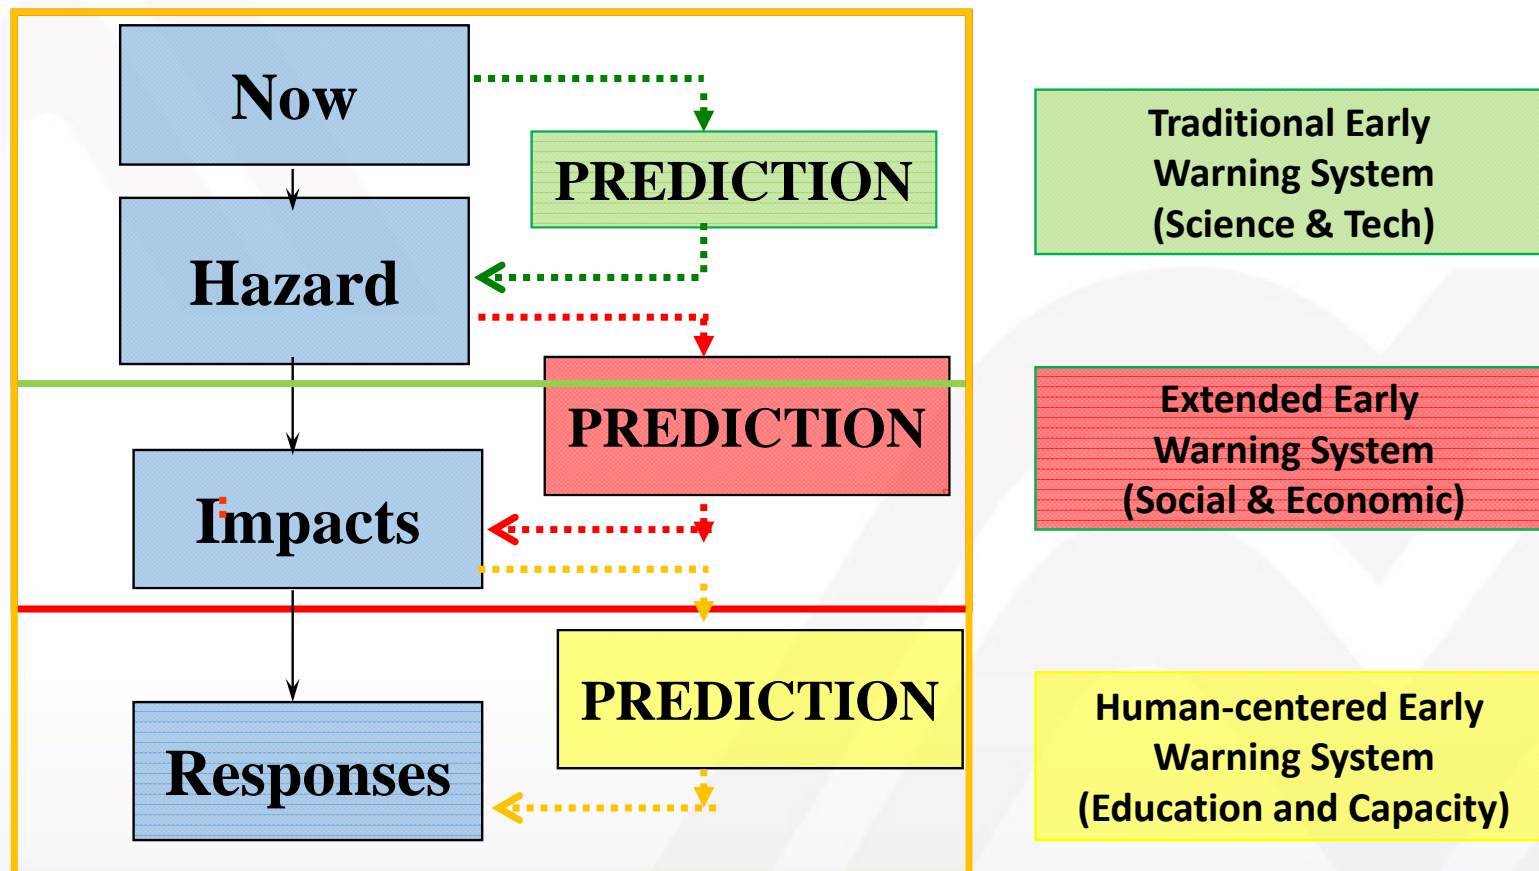 Now
PREDICTION
Hazard
PREDICTION
Impacts
PREDICTION
Responses
Traditional Early
Warning System
(Science & Tech)
Extended Early
Warning System
(Social & Economic)
Human-centered Early
Warning System
(Education and Capacity)